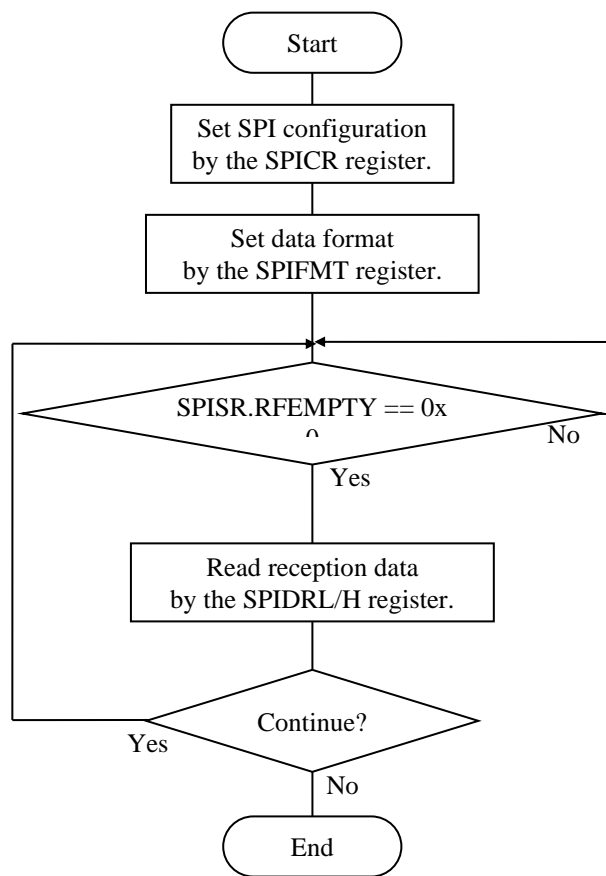 Start
Set SPI configuration
by the SPICR register.
Set data format
by the SPIFMT register.
SPISR.RFEMPTY == 0x
No
Yes
Read reception data
by the SPIDRL/H register.
Continue?
Yes
No
End